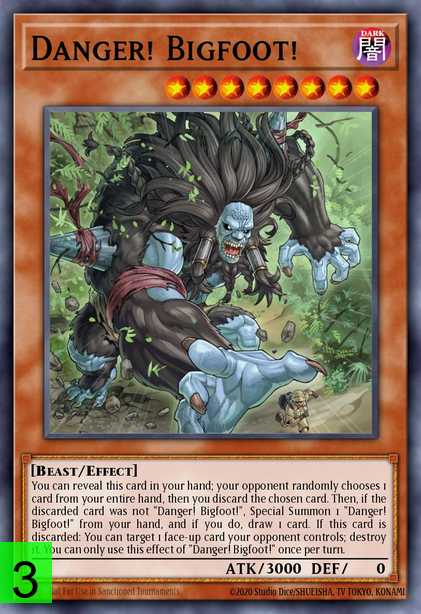 DANGER! BIGFOOT!
DARK
闇
[BEAST/EFFECT]
You can reveal this card in your hand; your opponent randomly chooses 1
card from your entire hand, then you discard the chosen card. Then, if the
discarded card was not "Danger! Bigfoot!", Special Summon 1 "Danger!
Bigfoot!" from your hand, and if you do, draw 1 card. If this card is
discarded: You can target 1 face-up card your opponent controls; destroy
it. You can only use this effect of "Danger! Bigfoot!" once per turn.
ATK/3000 DEF/ 0
3
For Use in Sanctioned Tournaments
©2020 Studio Dice/SHUEISHA, TV TOKYO, KONAMI